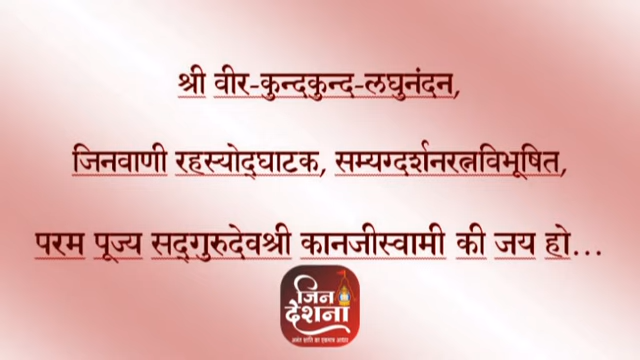 श्री वीर-कुन्दकुन्द-लघुनंदन,
जिनवाणी रहस्योद्घाटक, सम्यग्दर्शनरत्नविभूषित,
परम पूज्य सद्गुरुदेवश्री कानजीस्वामी की जय हो...
जिन
देशना